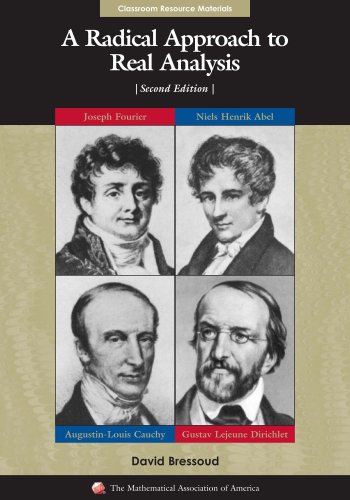 Classroom Resource Materials
A Radical Approach to
Real Analysis
| Second Edition |
Joseph Fourier
Niels Henrik Abel
Augustin-Louis Cauchy
Gustav Lejeune Dirichlet
David Bressoud
The Mathematical Association of America